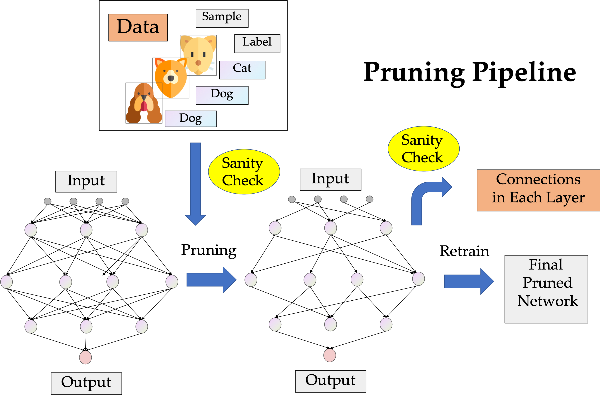 Data
Sample
Label
Cat
Dog
Dog
Pruning Pipeline
Sanity
Check
Sanity
Check
Input
Input
Connections
in Each Layer
Pruning
Retrain
Final
Pruned
Network
Output
Output